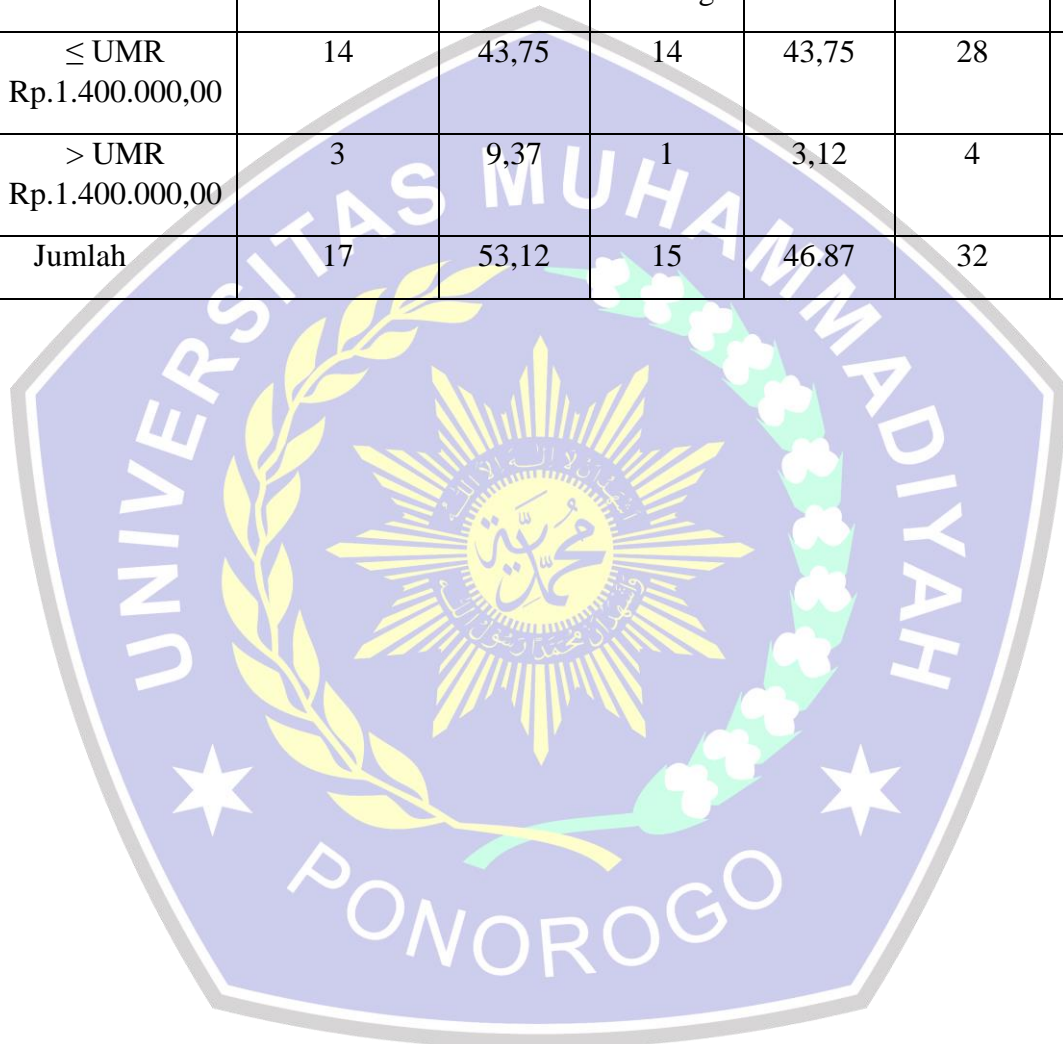 g
≤ UMR 14 43,75 14 43,75 28
Rp.1.400.000,00
> UMR 3 9,37 1 3,12 4
Rp.1.400.000,00
Jumlah 17 53,12 15 46.87 32
UNIVERSITAS MUHAMMADIYAH
محمد
PONOROGO